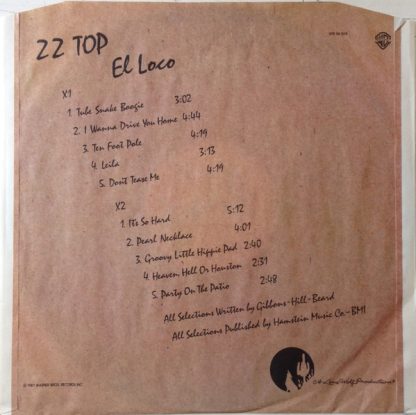 ZZ TOP
El Loco
X1
1. Tube Snake Boogie 3:02
2. I Wanna Drive You Home 4:44
3. Ten Foot Pole 4:19
4. Leila 3:13
5. Don't Tease Me 4:19
X2
1. It's So Hard 5:12
2. Pearl Necklace 4:01
3. Groovy Little Hippie Pad 2:40
4. Heaven Hell Or Houston 2:31
5. Party On The Patio 2:48
All Selections Written by Gibbons-Hill-Beard
All Selections Published by Hamstein Music Co.-BMI